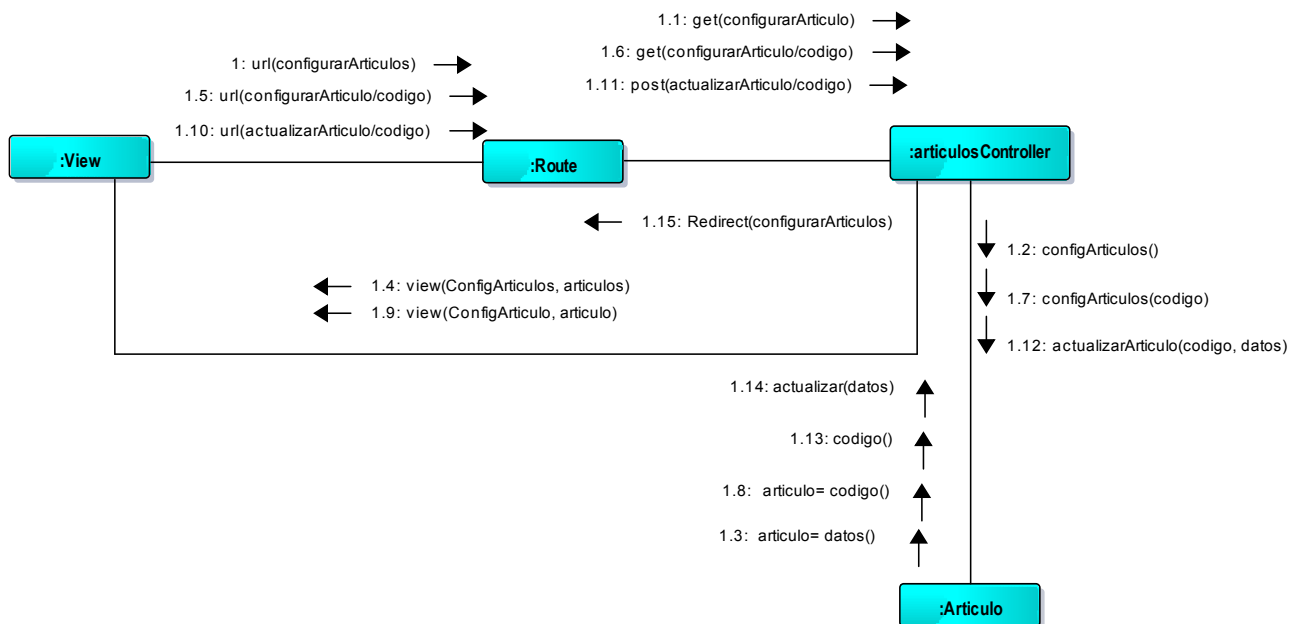 1.1: get(configurarArticulo)
1.6: get(configurarArticulo/codigo)
1.11: post(actualizarArticulo/codigo)
1: url(configurarArticulos)
1.5: url(configurarArticulo/codigo)
1.10: url(actualizarArticulo/codigo)
:View
:Route
:articulosController
1.15: Redirect(configurarArticulos)
1.2: configArticulos()
1.4: view(ConfigArticulos, articulos)
1.7: configArticulos(codigo)
1.9: view(ConfigArticulo, articulo)
1.12: actualizarArticulo(codigo, datos)
1.14: actualizar(datos)
1.13: codigo()
1.8: articulo= codigo()
1.3: articulo= datos()
:Articulo